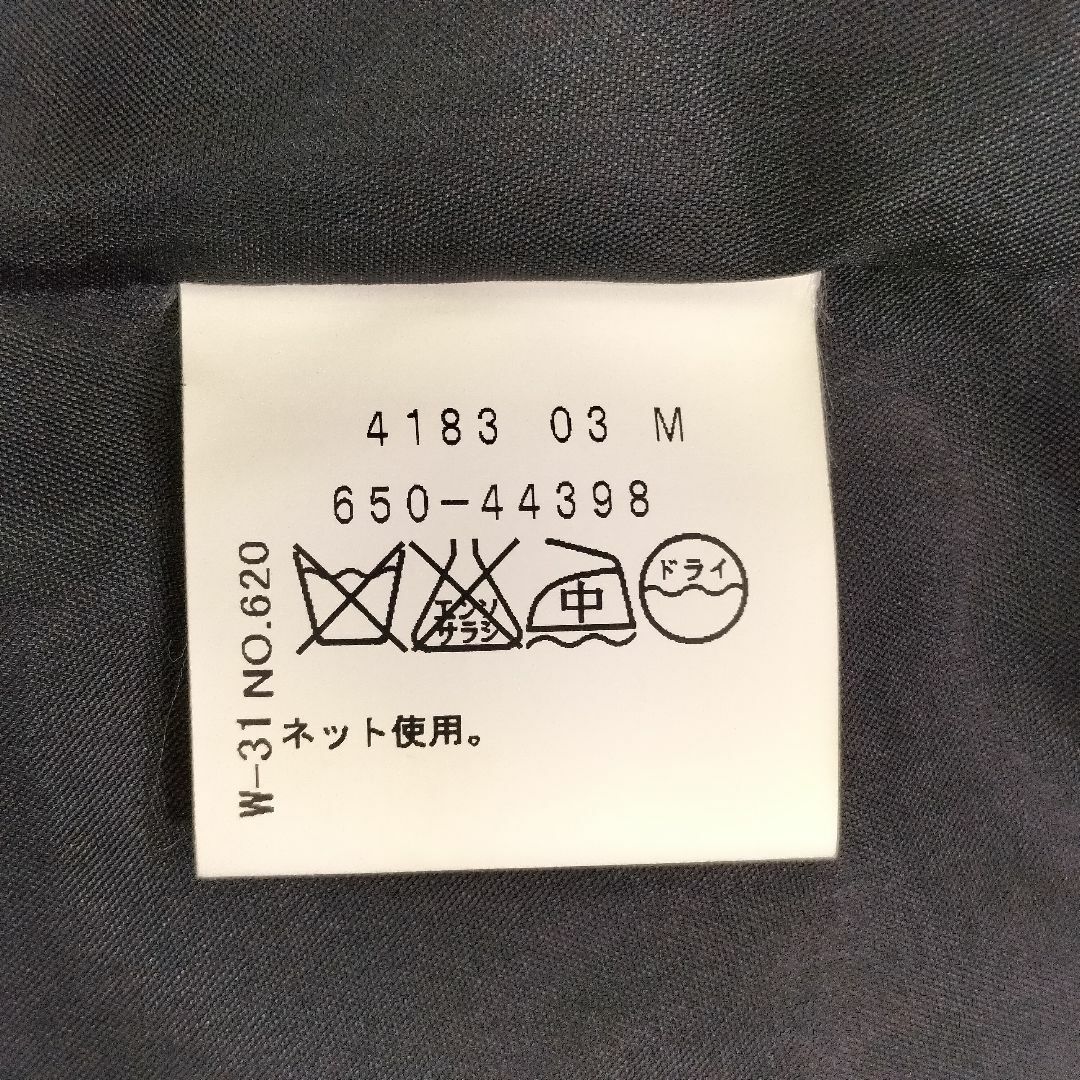 4183 03 M
650-44398
エンソ
サラシ
中
ドライ
ネット使用。
W-31 NO.620